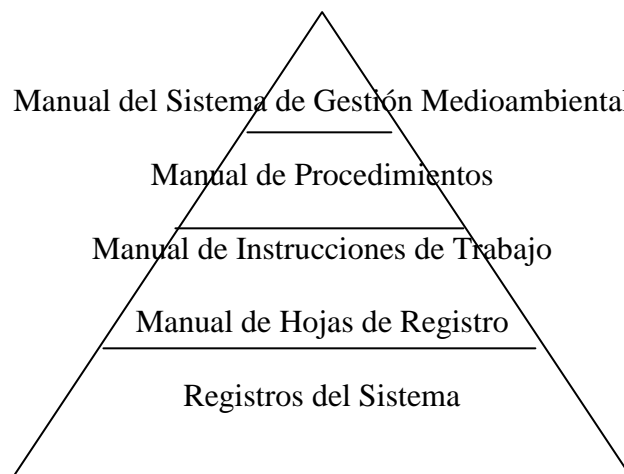 Manual del Sistema de Gestión Medioambiental
Manual de Procedimientos
Manual de Instrucciones de Trabajo
Manual de Hojas de Registro
Registros del Sistema